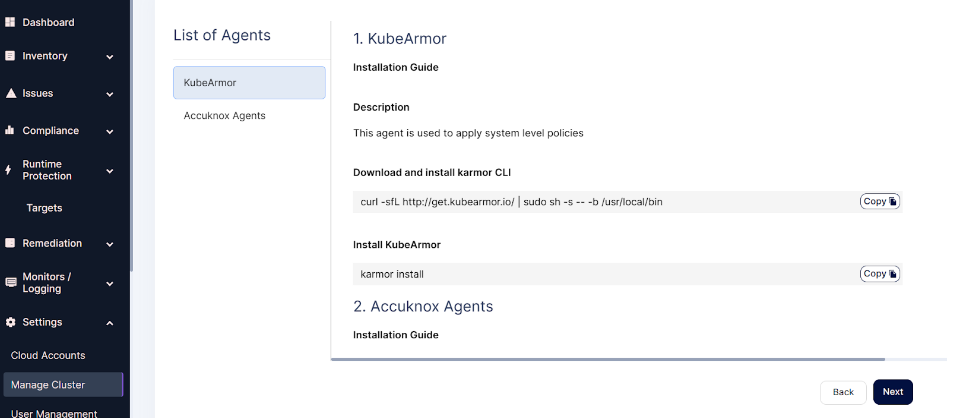 Dashboard
Inventory
Issues
Compliance
Runtime
Protection
Targets
Remediation
Monitors /
Logging
Settings
Cloud Accounts
Manage Cluster
User Management
List of Agents
KubeArmor
Accuknox Agents
1. KubeArmor
Installation Guide
Description
This agent is used to apply system level policies
Download and install karmor CLI
curl -sfL http://get.kubearmor.io/ | sudo sh -s -- -b /usr/local/bin
Copy
Install KubeArmor
karmor install
Copy
2. Accuknox Agents
Installation Guide
Back
Next